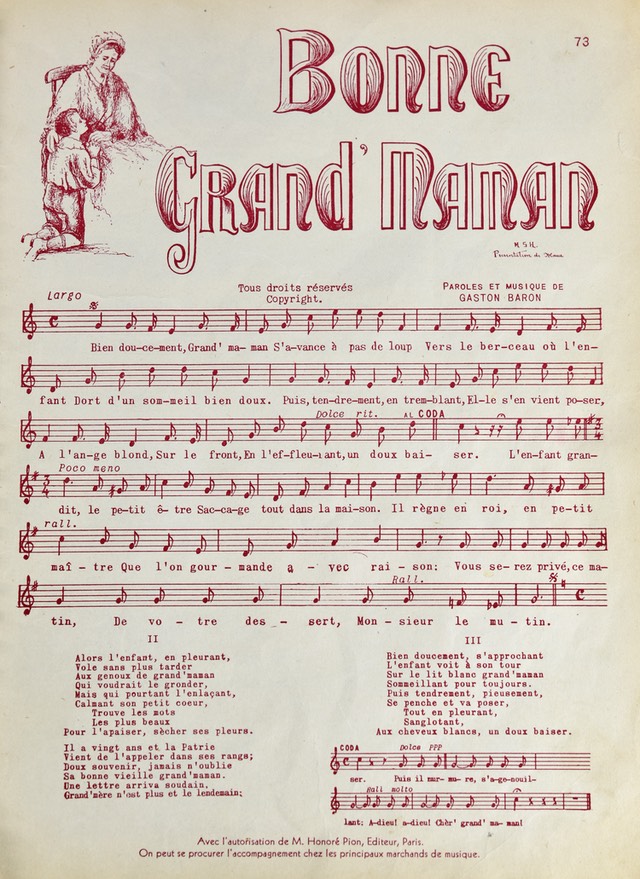 73
BONNE
GRAND' MAMAN
Présentation de
Tous droits réservés
Copyright.
PAROLES ET MUSIQUE DE
GASTON BARON
Largo
Bien dou-ce-ment, Grand' ma- man S'a-vance à pas de loup Vers le ber-ceau où l'en-
fant Dort d'un som-meil bien doux. Puis, ten-dre-ment, en trem-blant, El-le s'en vient po-ser,
Dolce rit. AL CODA
A l'an-ge blond, Sur le front, En l'ef-fleu-iant, un doux bai- ser. L'en-fant gran-
Poco meno
dit, le pe-tit ê-tre Sac-ca-ge tout dans la mai-son. Il règne en roi, en pe-tit
rall.
maî - tre Que l'on gour - mande a - vec rai - son: Vous se-rez privé, ce ma-
Rall.
tin, De vo - tre des - sert, Mon - sieur le mu - tin.
II
Alors l'enfant, en pleurant,
Vole sans plus tarder
Aux genoux de grand'maman
Qui voudrait le gronder,
Mais qui pourtant l'enlaçant,
Calmant son petit coeur,
Trouve les mots
Les plus beaux
Pour l'apaiser, sècher ses pleurs.
Il a vingt ans et la Patrie
Vient de l'appeler dans ses rangs;
Doux souvenir, jamais n'oublie
Sa bonne vieille grand'maman.
Une lettre arriva soudain,
Grand'mère n'est plus et le lendemain:
III
Bien doucement, s'approchant
L'enfant voit à son tour
Sur le lit blanc grand'maman
Sommeillant pour toujours.
Puis tendrement, pieusement,
Se penche et va poser,
Tout en pleurant,
Sanglotant,
Aux cheveux blancs, un doux baiser.
CODA Dolce PPP
ser. Puis il mur- mu- re, s'a-ge-nouil-
Rall molto
lant: A-dieu! a-dieu! Chèr' grand' ma- man!
Avec l'autorisation de M. Honoré Pion, Editeur, Paris.
On peut se procurer l'accompagnement chez les principaux marchands de musique.